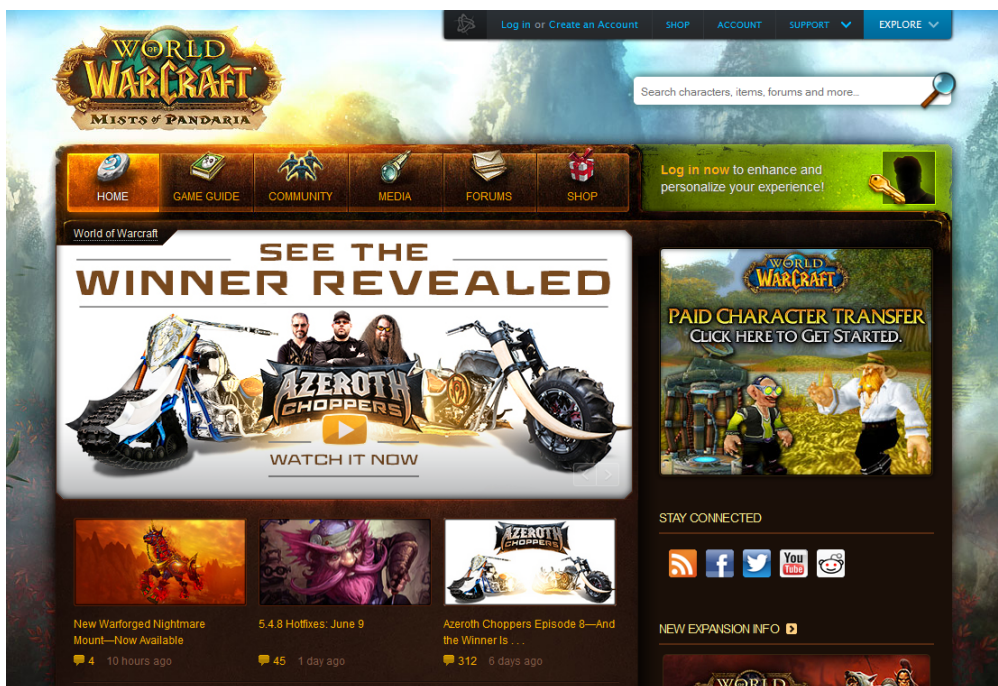 Log in or Create an Account
SHOP
ACCOUNT
SUPPORT
EXPLORE
WORLD
OF
WARCRAFT
MISTS of PANDARIA
Search characters, items, forums and more...
HOME
GAME GUIDE
COMMUNITY
MEDIA
FORUMS
SHOP
Log in now to enhance and
personalize your experience!
World of Warcraft
SEE THE
WINNER REVEALED
AZEROTH
CHOPPERS
WATCH IT NOW
WORLD
OF
WARCRAFT
PAID CHARACTER TRANSFER
CLICK HERE TO GET STARTED.
STAY CONNECTED
You
Tube
NEW EXPANSION INFO
WORLD
AZEROTH
CHOPPERS
New Warforged Nightmare
Mount—Now Available
4 10 hours ago
5.4.8 Hotfixes: June 9
45 1 day ago
Azeroth Choppers Episode 8—And
the Winner Is . . .
312 6 days ago